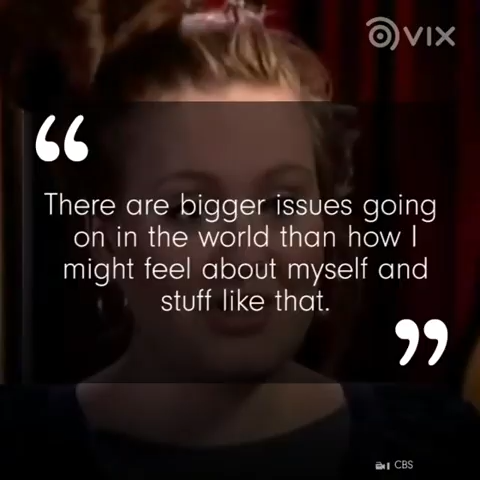 VIX
“
There are bigger issues going
on in the world than how I
might feel about myself and
stuff like that.
”
CBS